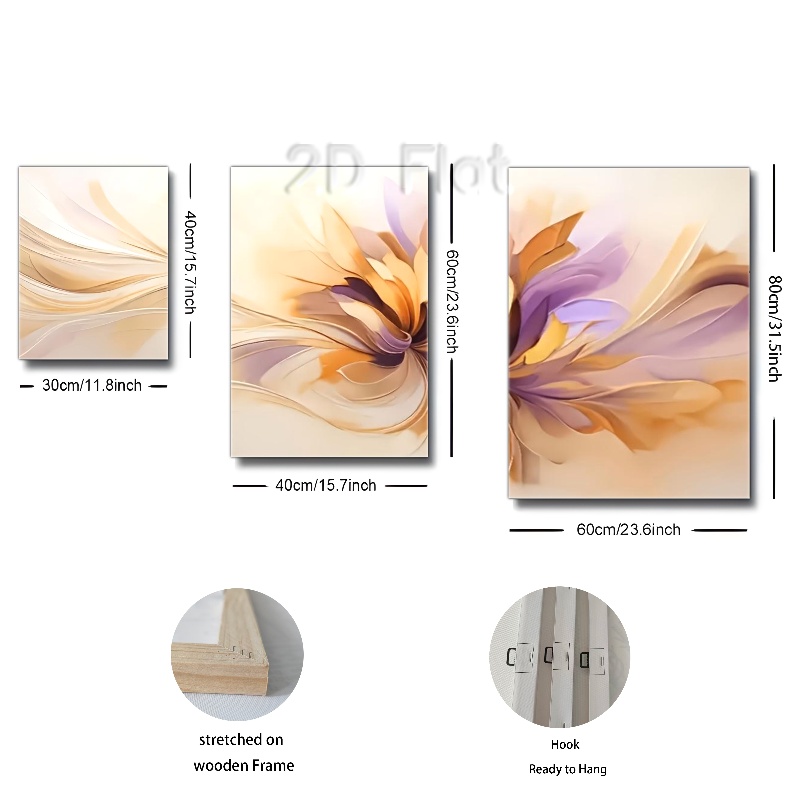 2D Flat
40cm/15.7inch
60cm/23.6inch
80cm/31.5inch
30cm/11.8inch
40cm/15.7inch
60cm/23.6inch
stretched on
wooden Frame
Hook
Ready to Hang